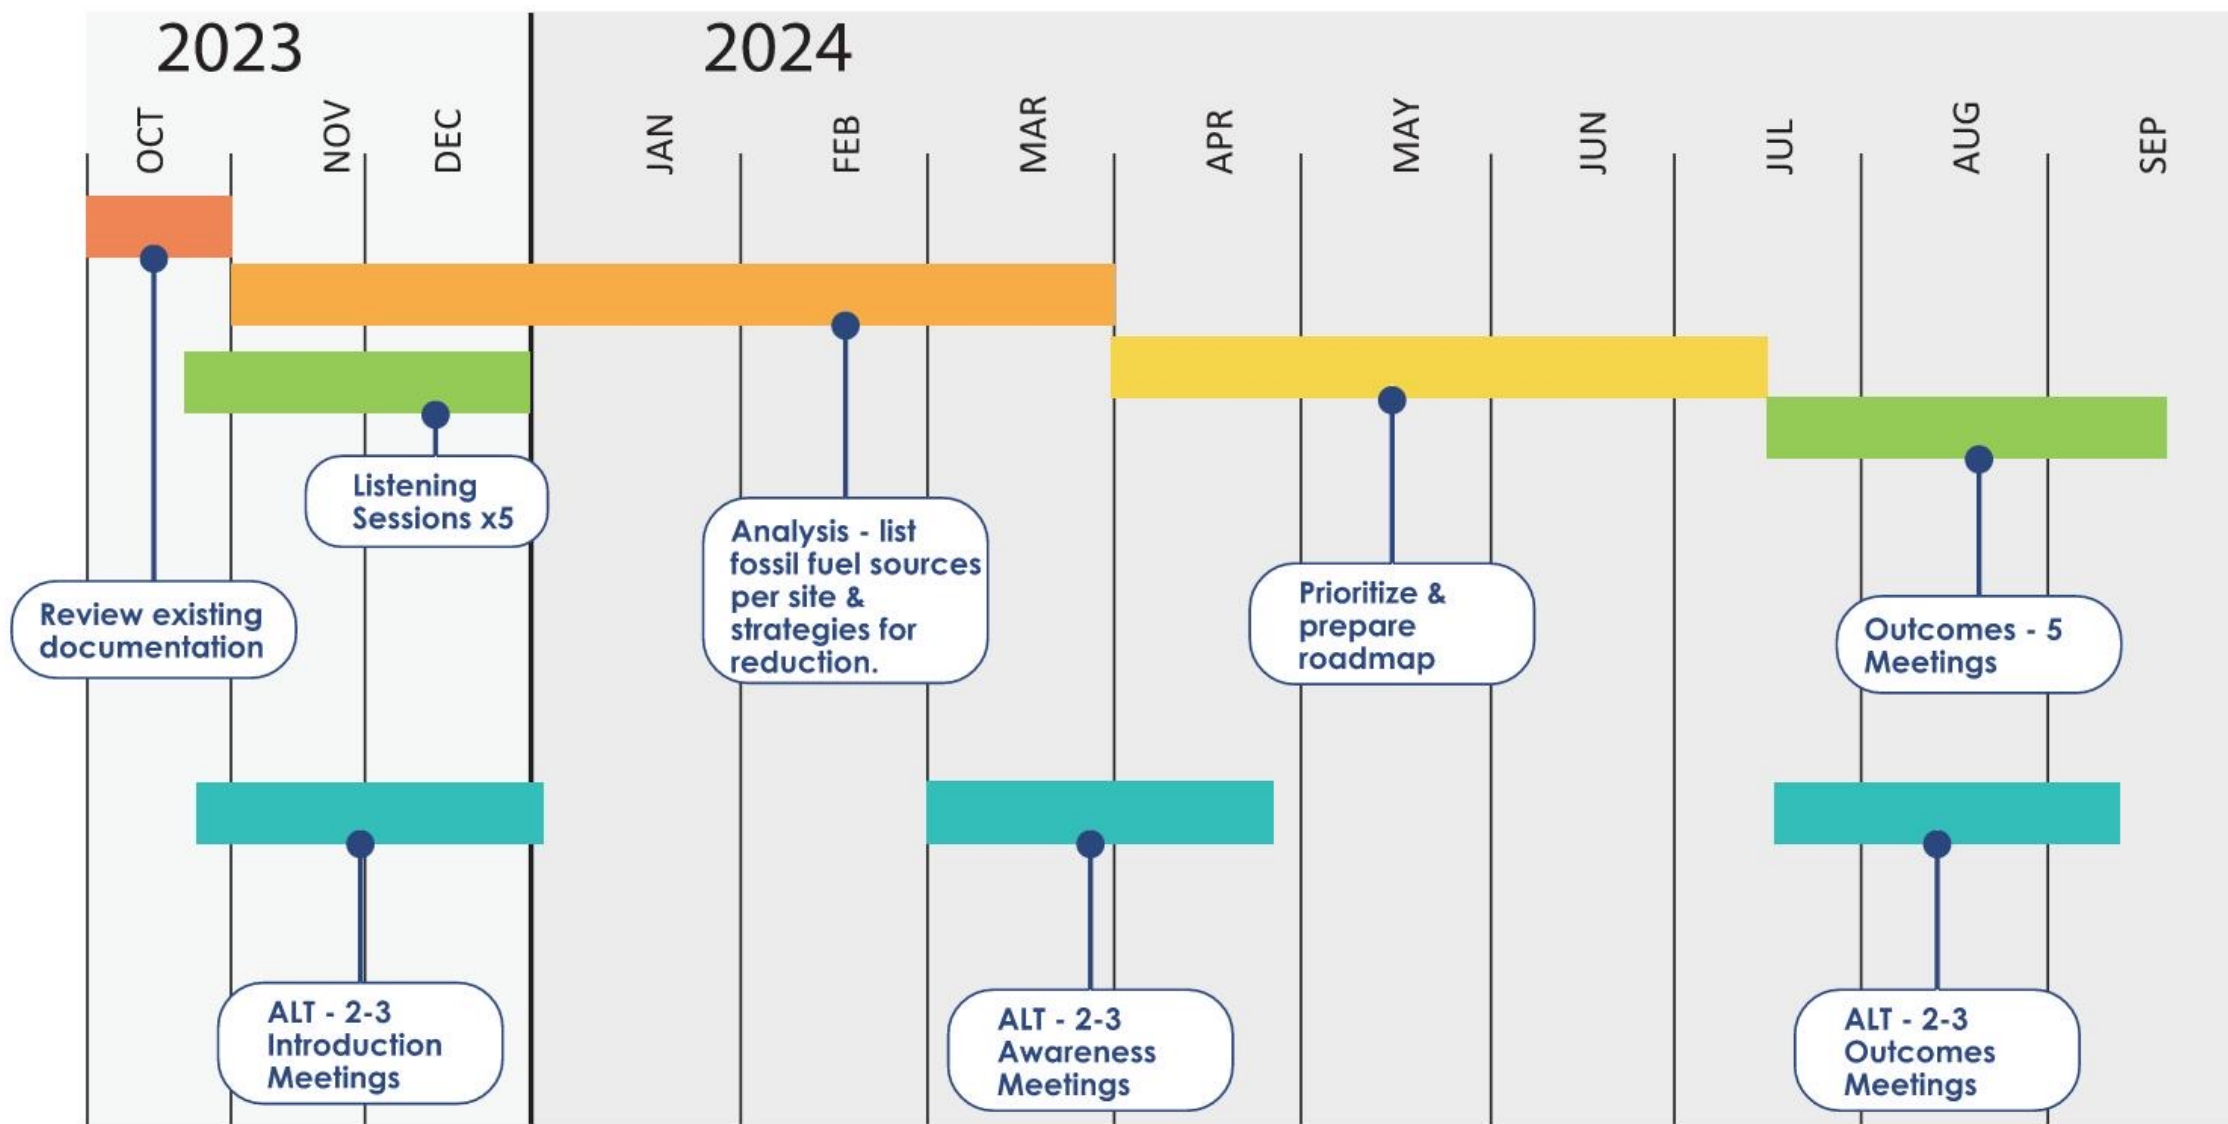 2023
2024
OCT
NOV
DEC
JAN
FEB
MAR
APR
MAY
JUN
JUL
AUG
SEP
Listening
Sessions x5
Analysis - list
fossil fuel sources
per site &
strategies for
reduction.
Review existing
documentation
Prioritize &
prepare
roadmap
Outcomes - 5
Meetings
ALT - 2-3
Introduction
Meetings
ALT - 2-3
Awareness
Meetings
ALT - 2-3
Outcomes
Meetings